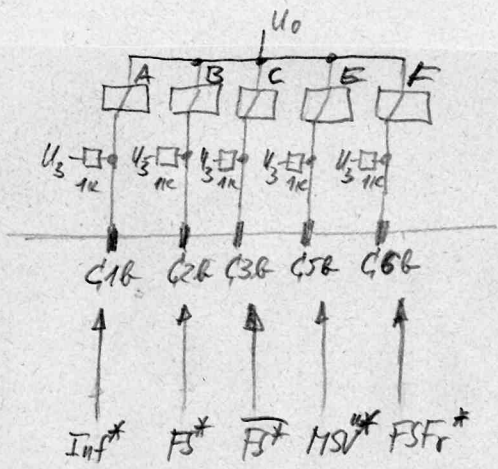 U0
A B C E F
U3 U3 U3 U3 U3
1k 1k 1k 1k 1k
C1b C2b C3b C5b C6b
Inf* FS* F̅S̅* MSV"* FSFr*